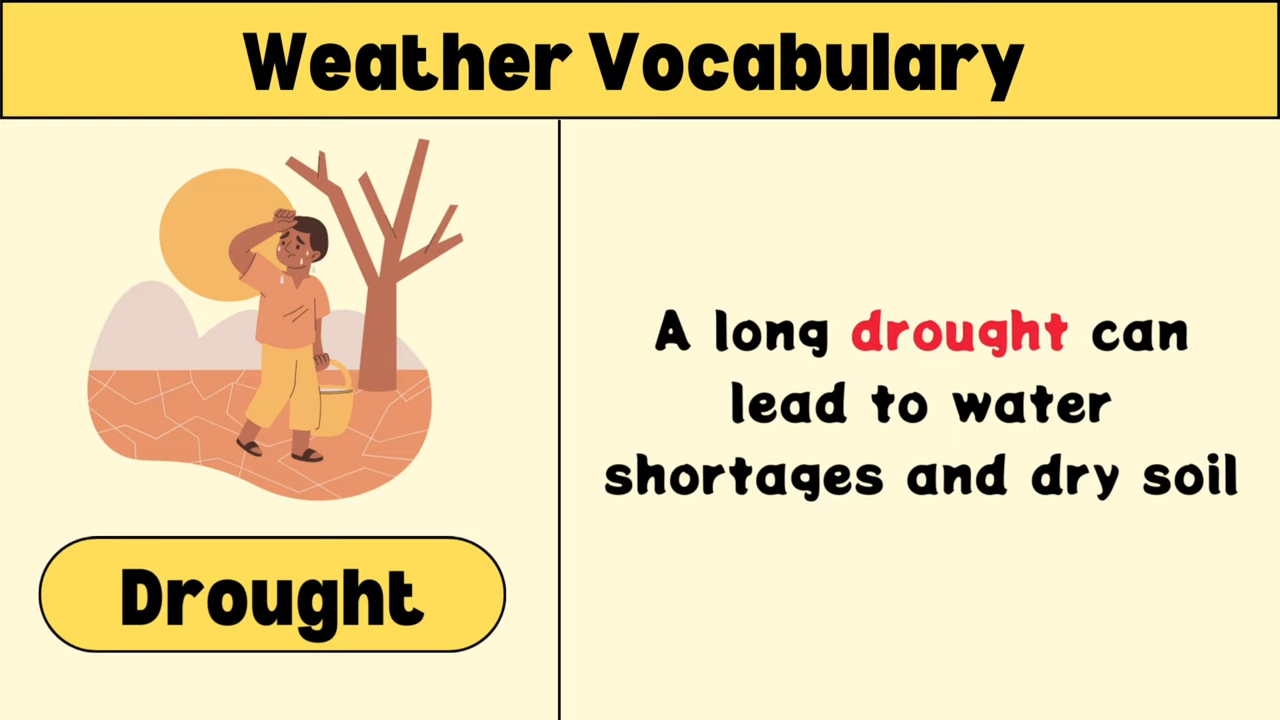 Weather Vocabulary
Drought
A long drought can
lead to water
shortages and dry soil